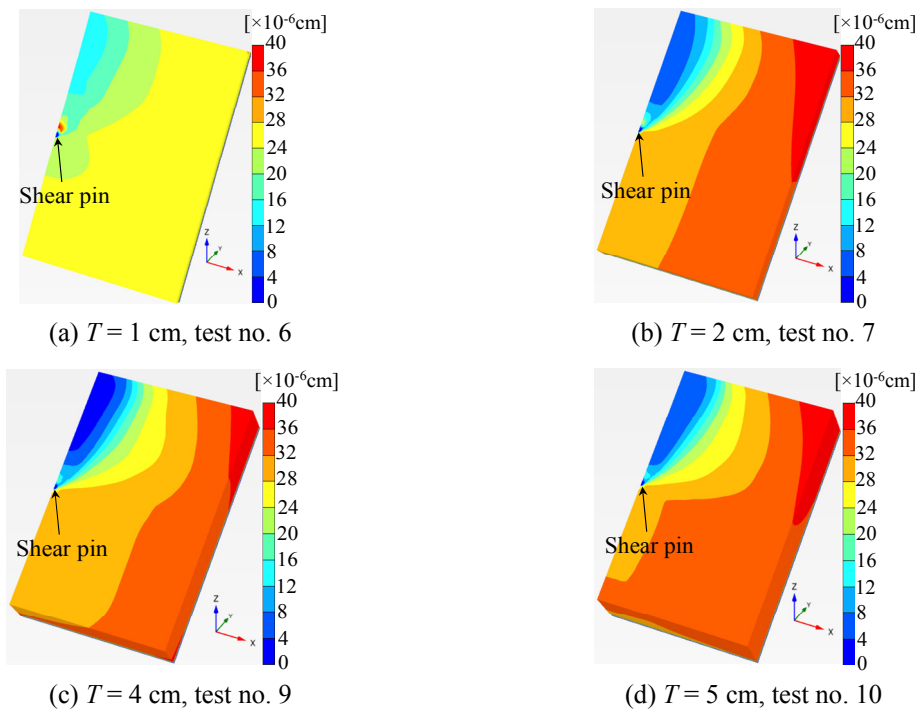 [×10⁻⁶cm]
40
36
32
28
24
20
16
12
8
4
0
Shear pin
Z
Y
X
(a) T = 1 cm, test no. 6
[×10⁻⁶cm]
40
36
32
28
24
20
16
12
8
4
0
Shear pin
Z
Y
X
(b) T = 2 cm, test no. 7
[×10⁻⁶cm]
40
36
32
28
24
20
16
12
8
4
0
Shear pin
Z
Y
X
(c) T = 4 cm, test no. 9
[×10⁻⁶cm]
40
36
32
28
24
20
16
12
8
4
0
Shear pin
Z
Y
X
(d) T = 5 cm, test no. 10